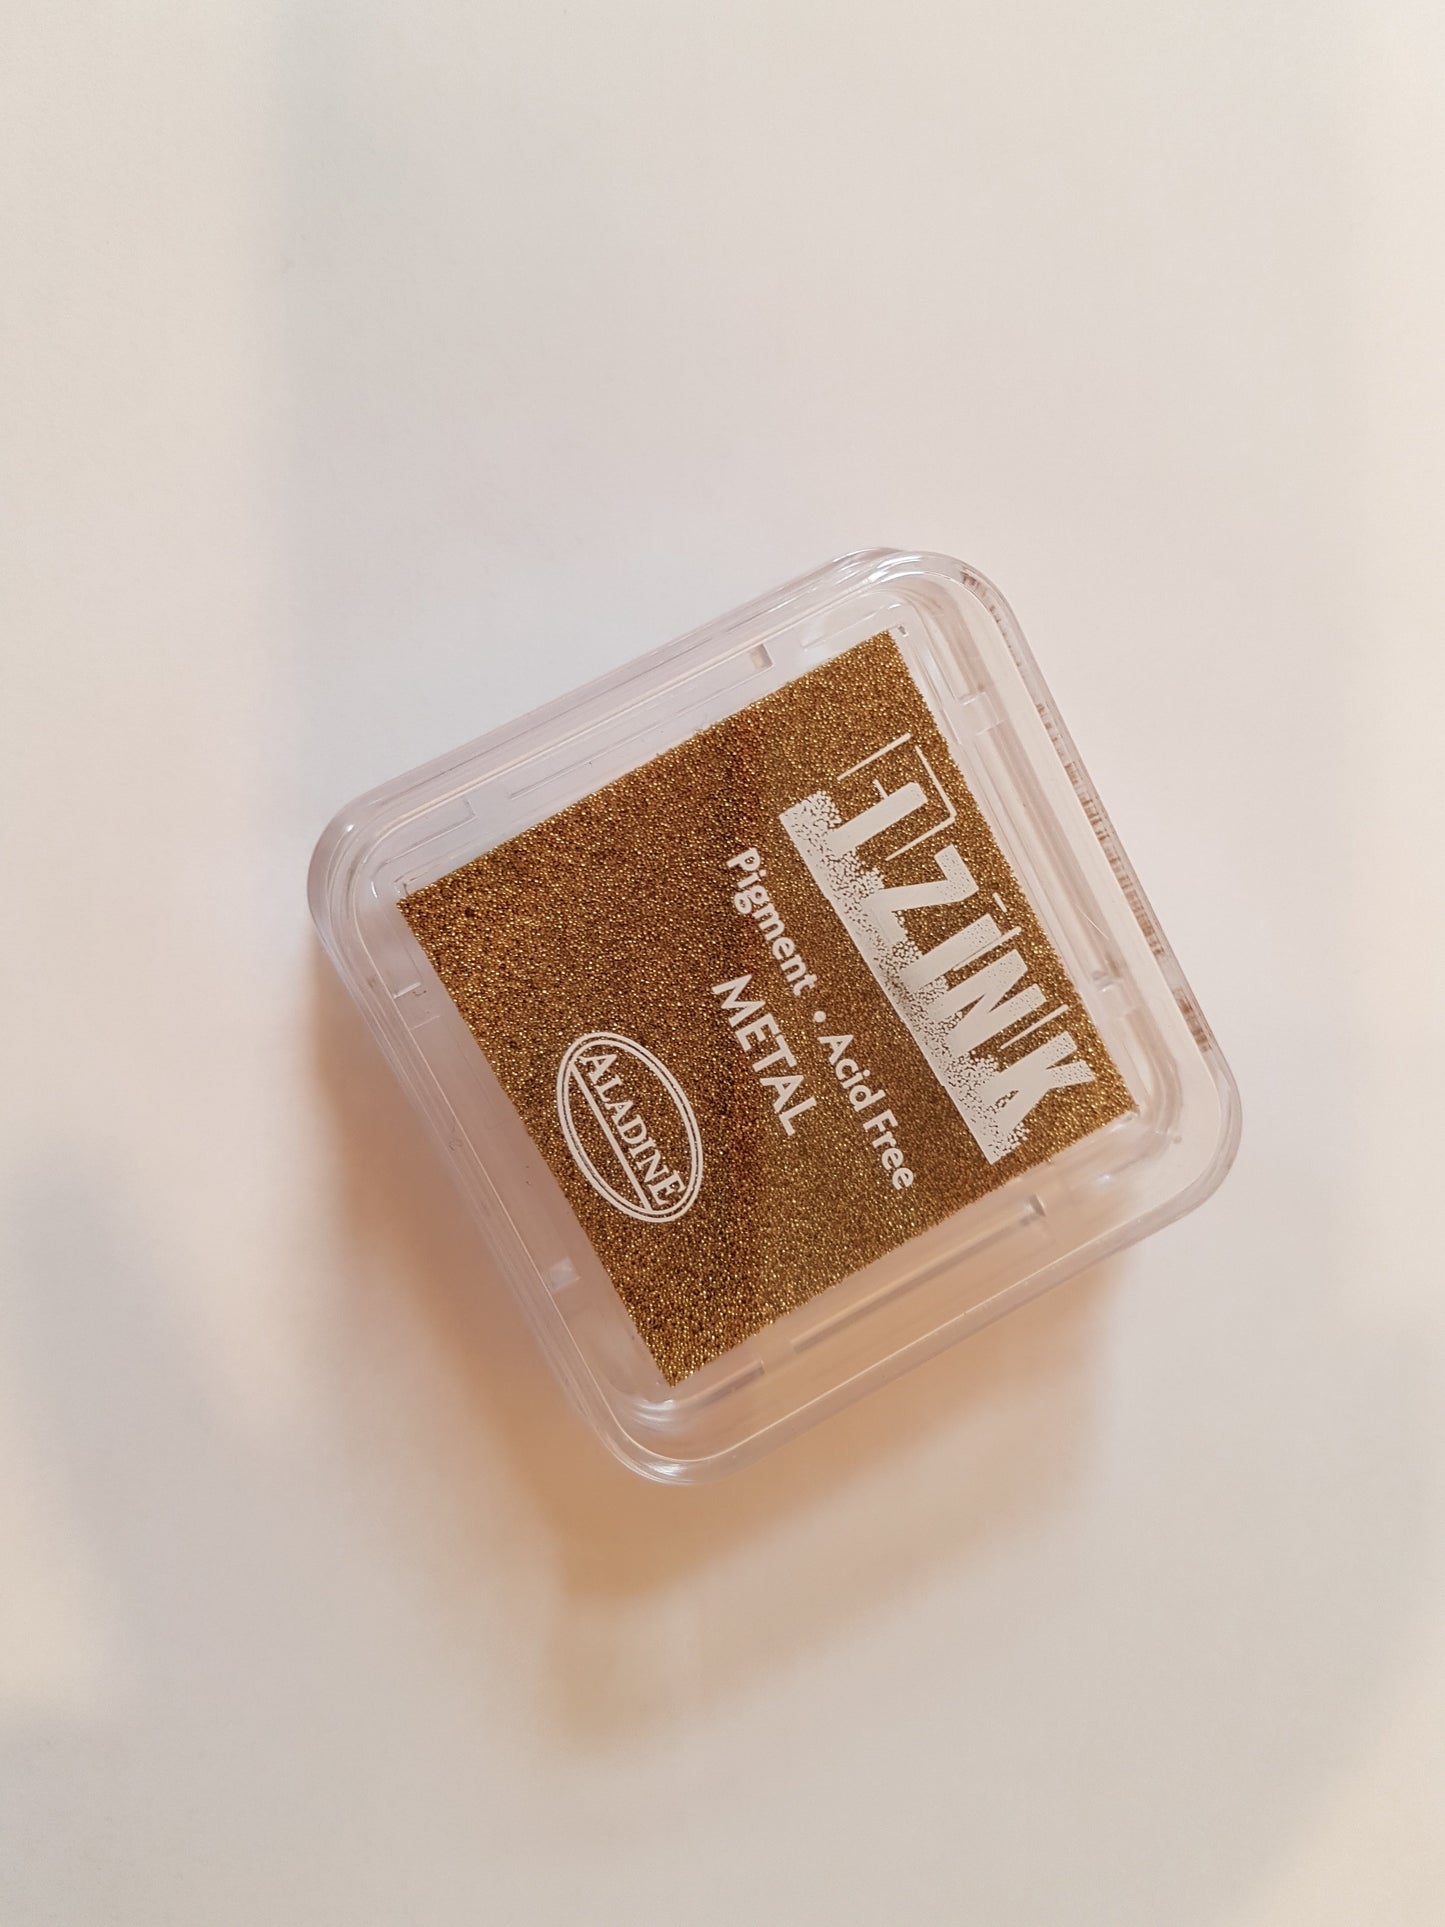 IZINK
Pigment • Acid Free
METAL
ALADINE